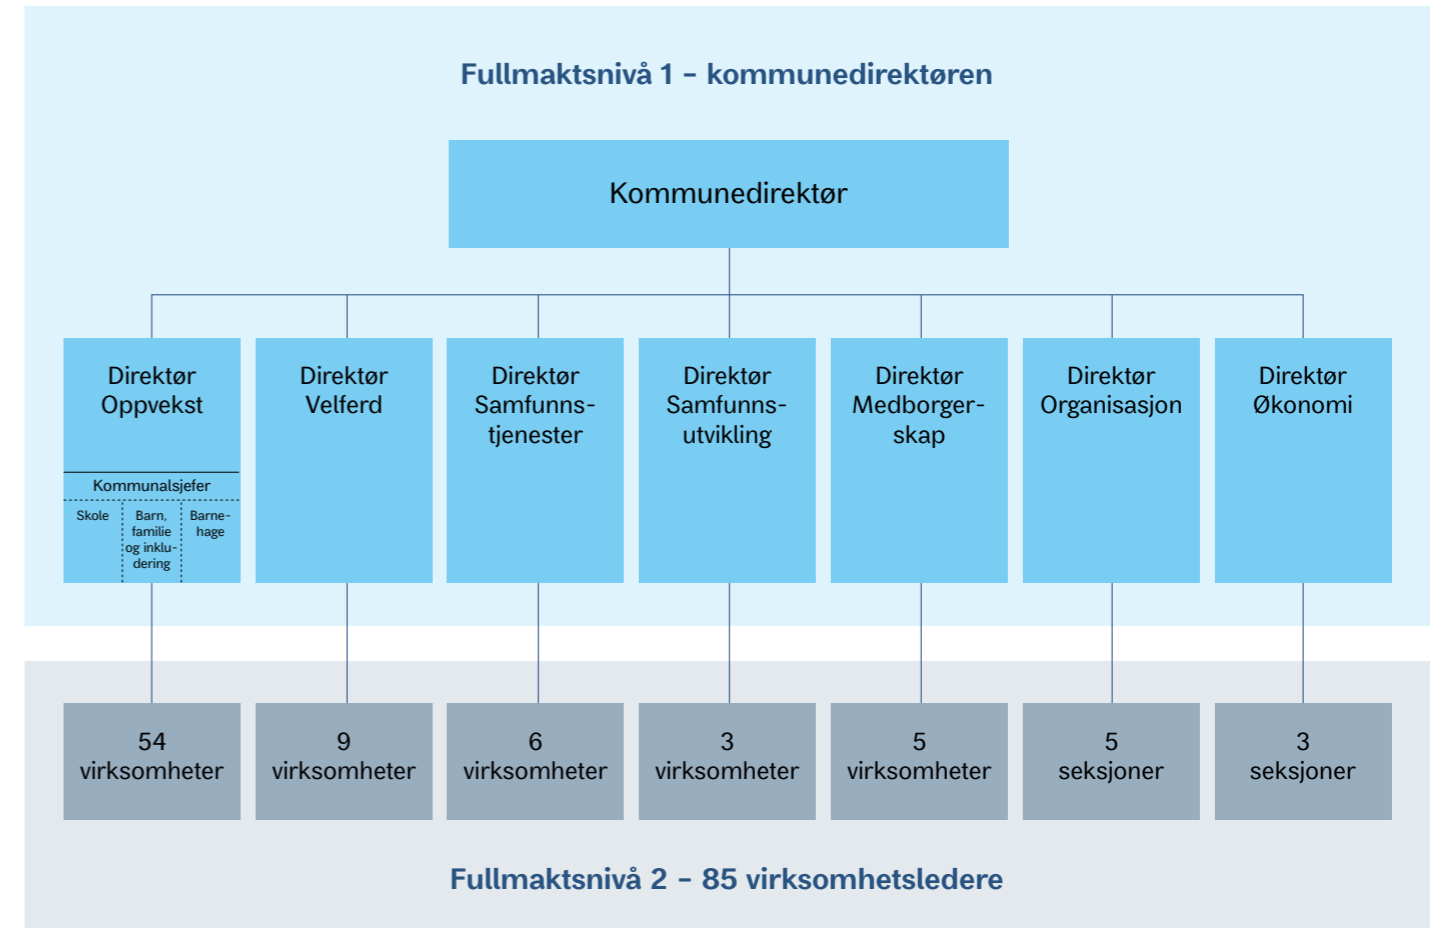 Fullmaktsnivå 1 – kommunedirektøren
Kommunedirektør
Direktør
Oppvekst
Kommunalsjefer
Skole
Barn,
familie
og inklu-
dering
Barne-
hage
Direktør
Velferd
Direktør
Samfunns-
tjenester
Direktør
Samfunns-
utvikling
Direktør
Medborger-
skap
Direktør
Organisasjon
Direktør
Økonomi
54
virksomheter
9
virksomheter
6
virksomheter
3
virksomheter
5
virksomheter
5
seksjoner
3
seksjoner
Fullmaktsnivå 2 – 85 virksomhetsledere